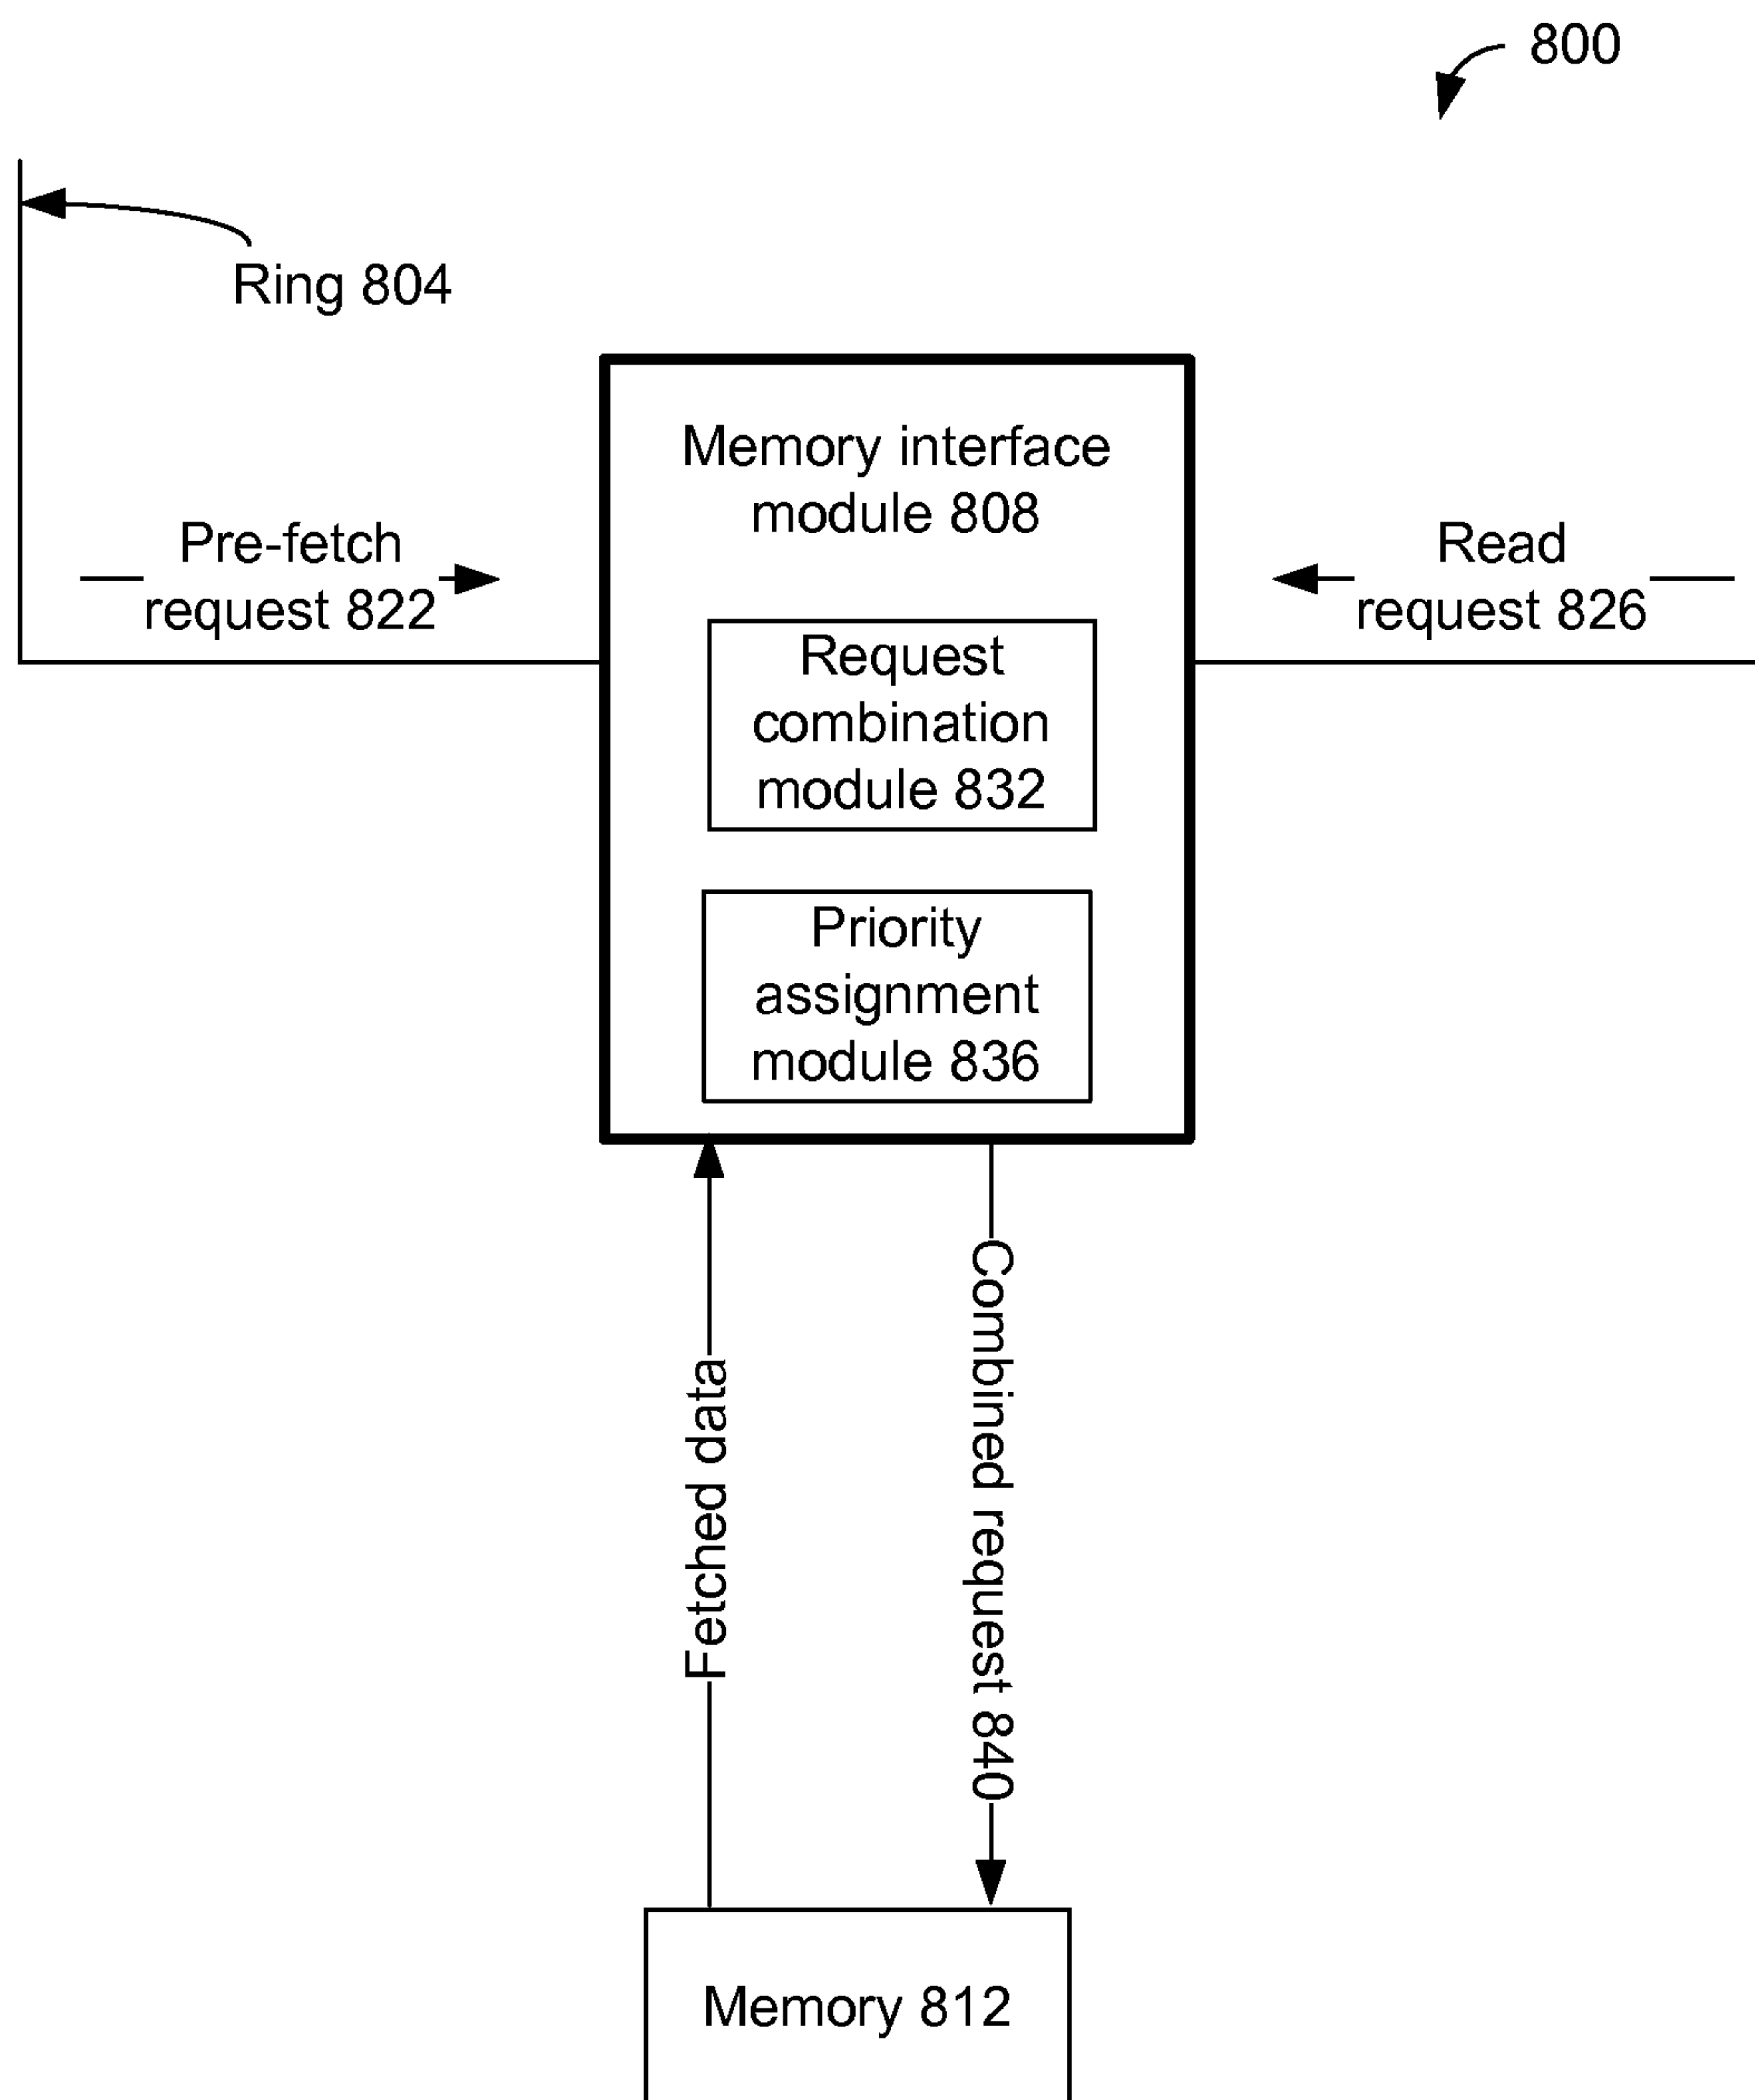 800
Ring 804
Memory interface
module 808
Pre-fetch
request 822
Read
request 826
Request
combination
module 832
Priority
assignment
module 836
Fetched data
Combined request 840
Memory 812